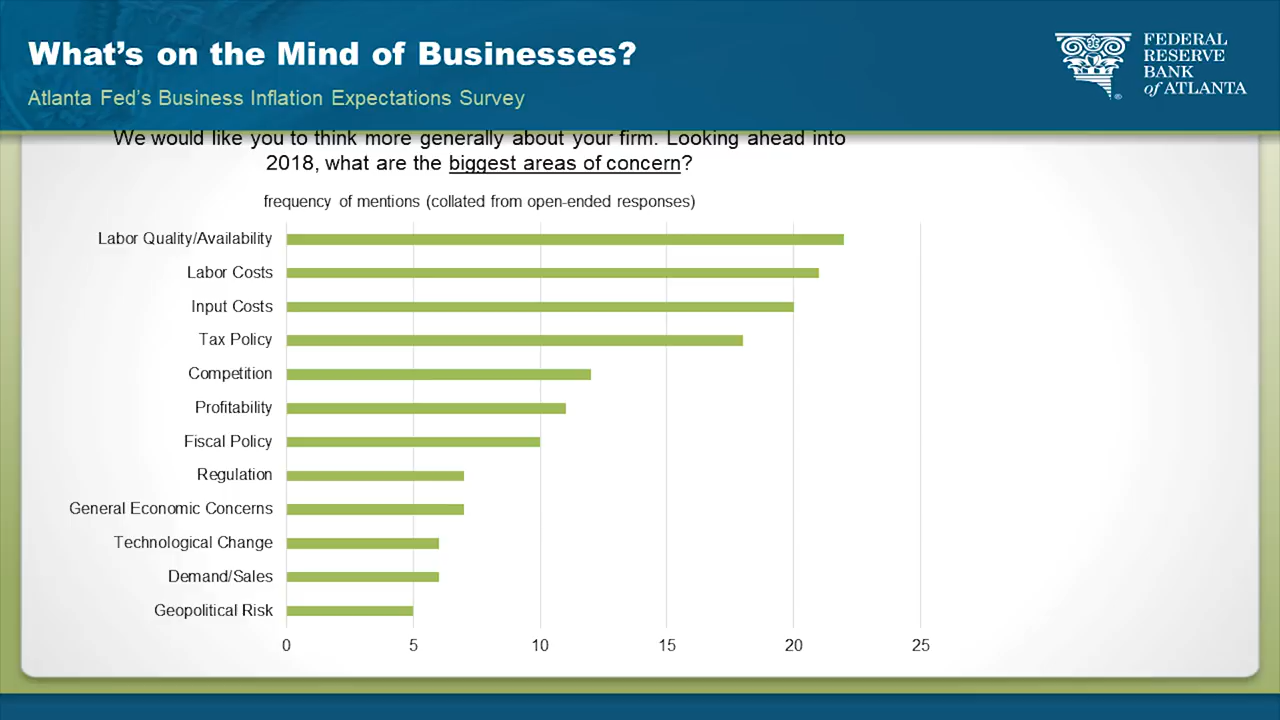 What's on the Mind of Businesses?
Atlanta Fed's Business Inflation Expectations Survey
FEDERAL
RESERVE
BANK
of ATLANTA
®
We would like you to think more generally about your firm. Looking ahead into
2018, what are the biggest areas of concern?
frequency of mentions (collated from open-ended responses)
Labor Quality/Availability
Labor Costs
Input Costs
Tax Policy
Competition
Profitability
Fiscal Policy
Regulation
General Economic Concerns
Technological Change
Demand/Sales
Geopolitical Risk
0 5 10 15 20 25